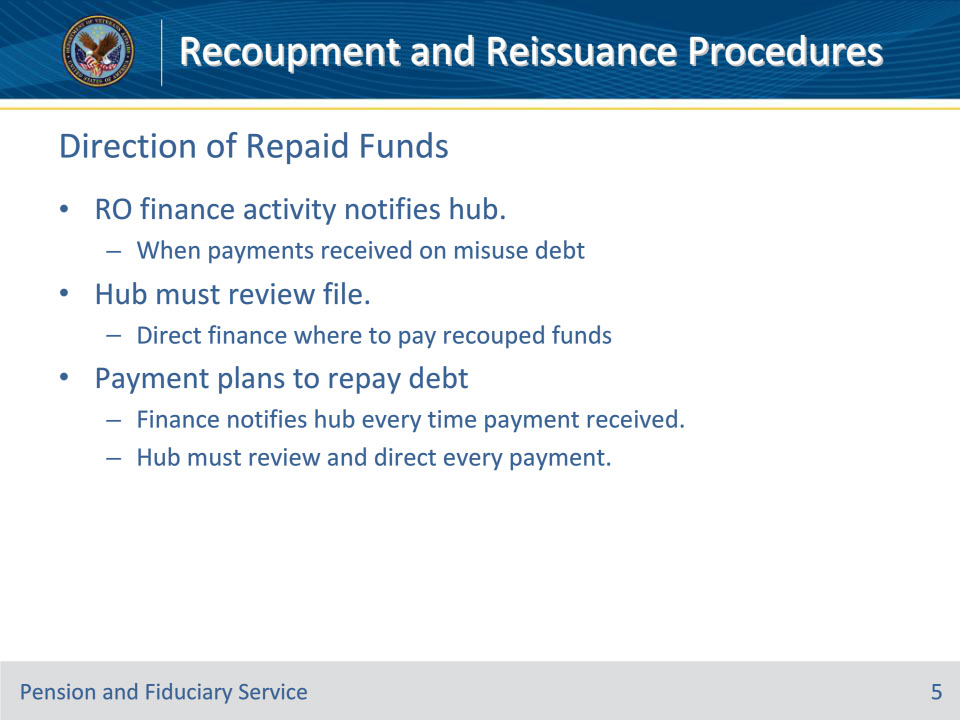 Recoupment and Reissuance Procedures
Direction of Repaid Funds
• RO finance activity notifies hub.
– When payments received on misuse debt
• Hub must review file.
– Direct finance where to pay recouped funds
• Payment plans to repay debt
– Finance notifies hub every time payment received.
– Hub must review and direct every payment.
Pension and Fiduciary Service
5